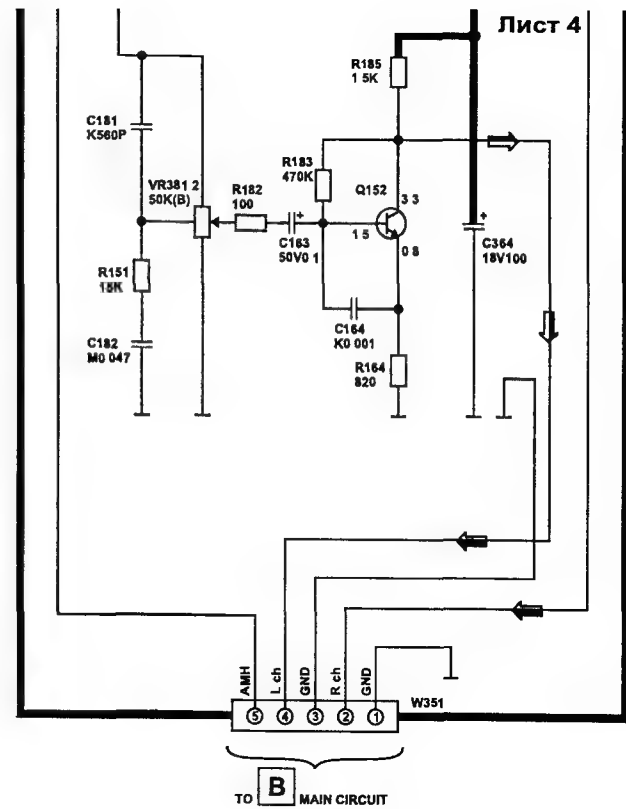 Лист 4
R185
1 5K
C181
K560P
R183
470K
Q152
VR381 2
50K(B)
R182
100
3 3
+
1 5
+
C163
50V0 1
0 8
C364
18V100
R151
18K
C164
K0 001
C182
M0 047
R164
820
AMH
L ch
GND
R ch
GND
W351
5 4 3 2 1
TO B MAIN CIRCUIT